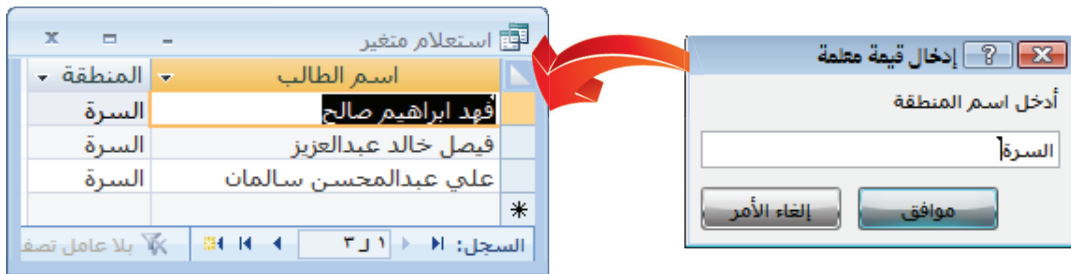 إدخال قيمة معلمة
أدخل اسم المنطقة
السرة
موافق إلغاء الأمر
استعلام متغير
اسم الطالب المنطقة
فهد ابراهيم صالح السرة
فيصل خالد عبدالعزيز السرة
علي عبدالمحسن سالمان السرة
السجل: ١ لـ ٣ بلا عامل تصف